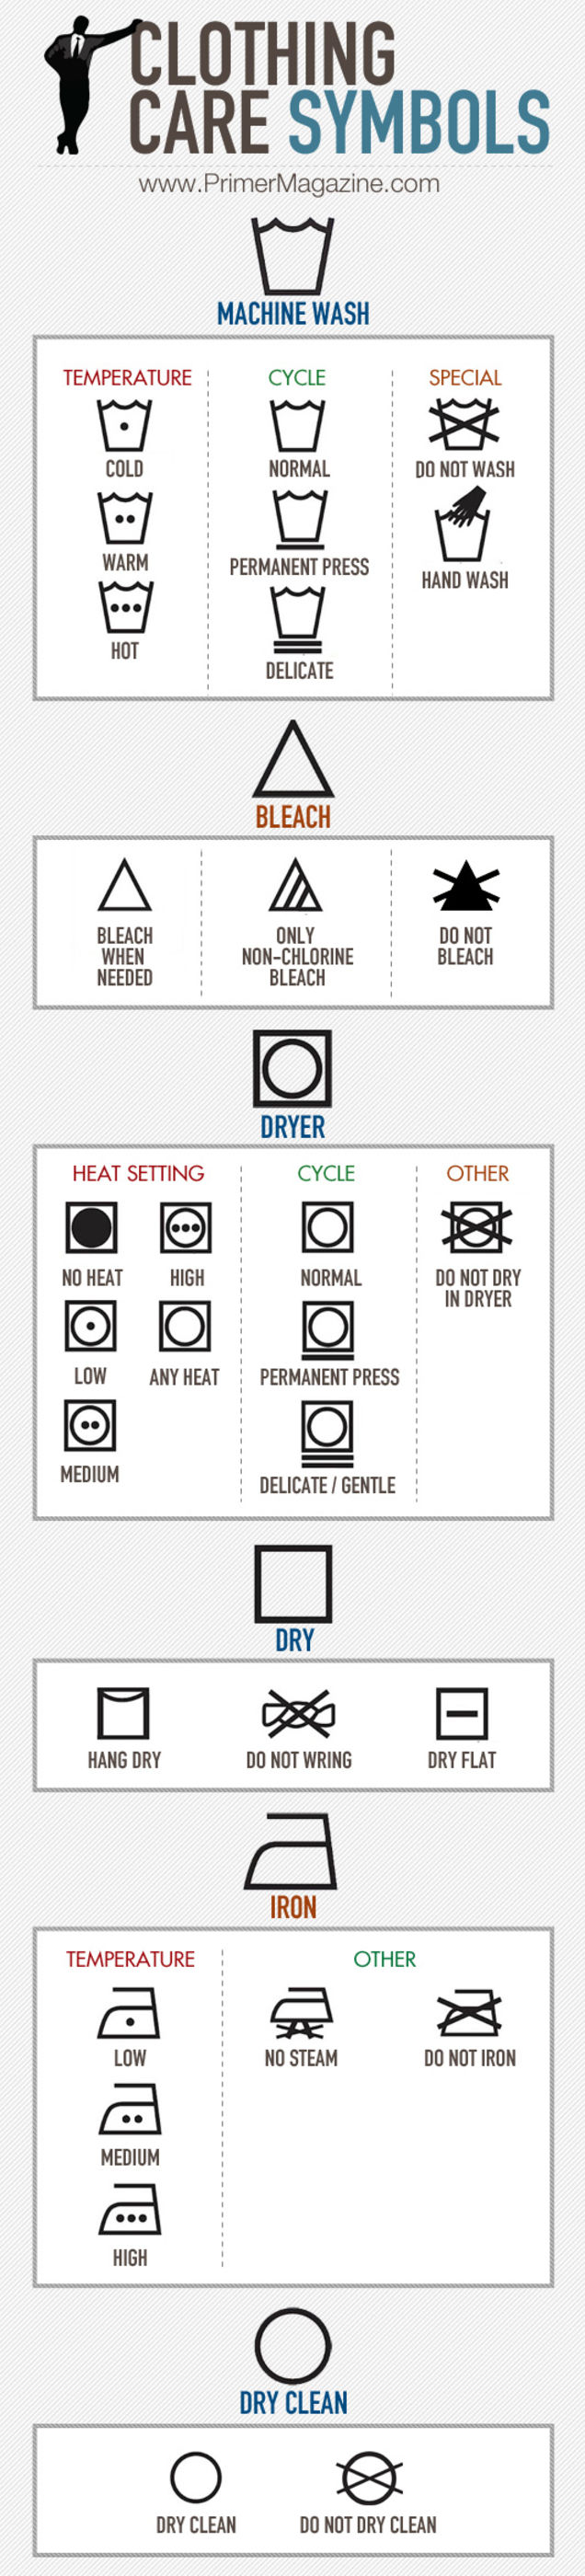 CLOTHING
CARE SYMBOLS
www.PrimerMagazine.com
MACHINE WASH
TEMPERATURE
COLD
WARM
HOT
CYCLE
NORMAL
PERMANENT PRESS
DELICATE
SPECIAL
DO NOT WASH
HAND WASH
BLEACH
BLEACH
WHEN
NEEDED
ONLY
NON-CHLORINE
BLEACH
DO NOT
BLEACH
DRYER
HEAT SETTING
NO HEAT
HIGH
LOW
ANY HEAT
MEDIUM
CYCLE
NORMAL
PERMANENT PRESS
DELICATE / GENTLE
OTHER
DO NOT DRY
IN DRYER
DRY
HANG DRY
DO NOT WRING
DRY FLAT
IRON
TEMPERATURE
LOW
MEDIUM
HIGH
OTHER
NO STEAM
DO NOT IRON
DRY CLEAN
DRY CLEAN
DO NOT DRY CLEAN